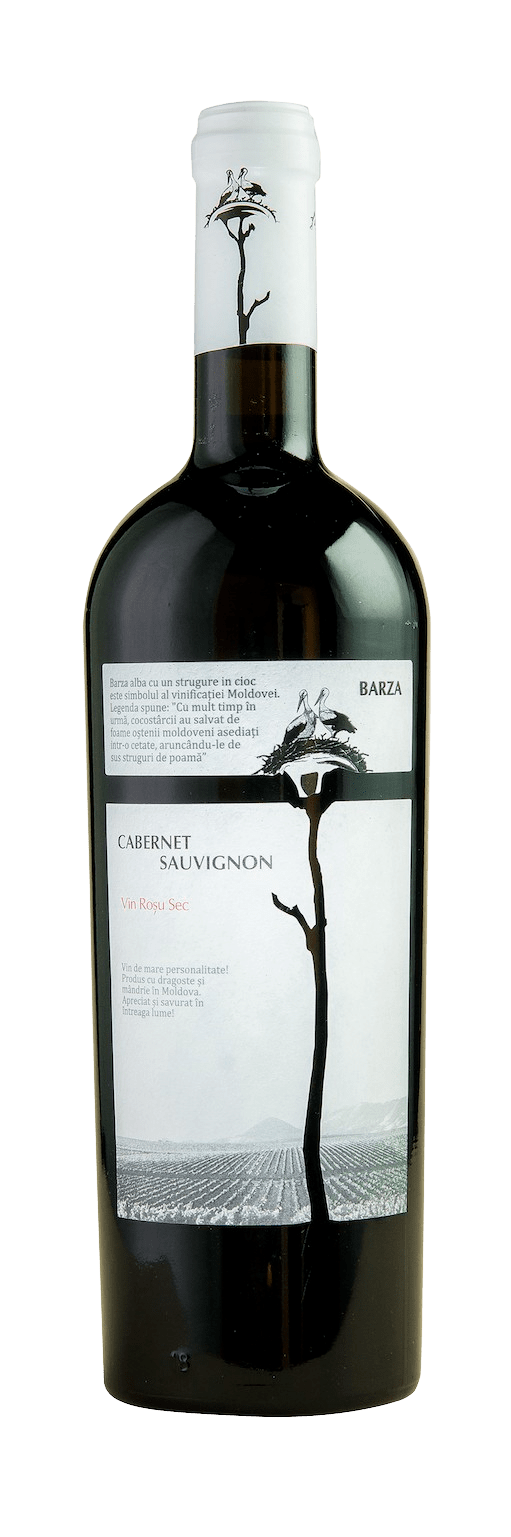 Barza alba cu un strugure in cioc
este simbolul al vinificației Moldovei.
Legenda spune: "Cu mult timp în
urmă, cocostârcii au salvat de
foame oștenii moldoveni asediați
intr-o cetate, aruncându-le de
sus struguri de poamă"
BARZA
CABERNET
SAUVIGNON
Vin Roșu Sec
Vin de mare personalitate!
Produs cu dragoste și
mândrie în Moldova.
Apreciat și savurat în
întreaga lume!